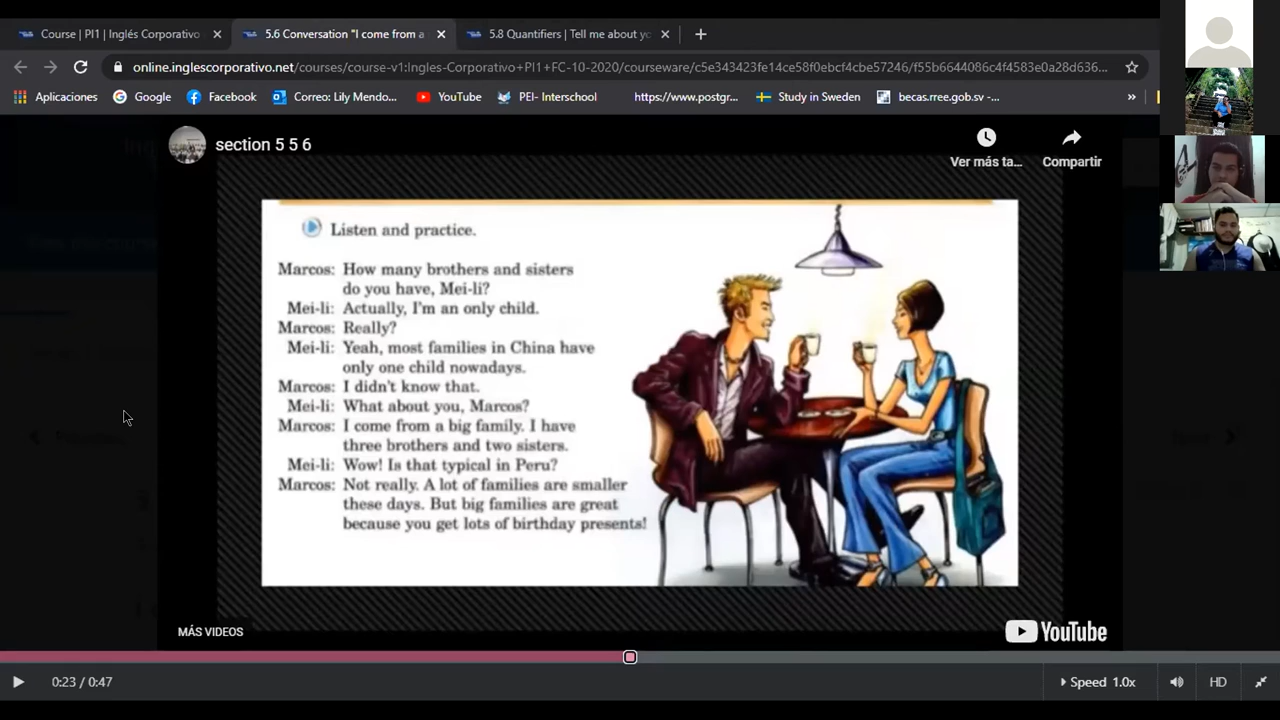 Course | PI1 | Inglés Corporativo
5.6 Conversation "I come from a
5.8 Quantifiers | Tell me about yo
online.inglescorporativo.net/courses/course-v1:Ingles-Corporativo+PI1+FC-10-2020/courseware/c5e343423fe14ce58f0ebcf4cbe57246/f55b6644086c4f4583e0a28d636...
Aplicaciones
Google
Facebook
Correo: Lily Mendo...
YouTube
PEI- Interschool
https://www.postgr...
Study in Sweden
becas.rree.gob.sv -...
»
section 5 5 6
Ver más ta...
Compartir
Listen and practice.
Marcos: How many brothers and sisters
do you have, Mei-li?
Mei-li: Actually, I'm an only child.
Marcos: Really?
Mei-li: Yeah, most families in China have
only one child nowadays.
Marcos: I didn't know that.
Mei-li: What about you, Marcos?
Marcos: I come from a big family. I have
three brothers and two sisters.
Mei-li: Wow! Is that typical in Peru?
Marcos: Not really. A lot of families are smaller
these days. But big families are great
because you get lots of birthday presents!
MÁS VIDEOS
YouTube
0:23 / 0:47
Speed 1.0x
HD